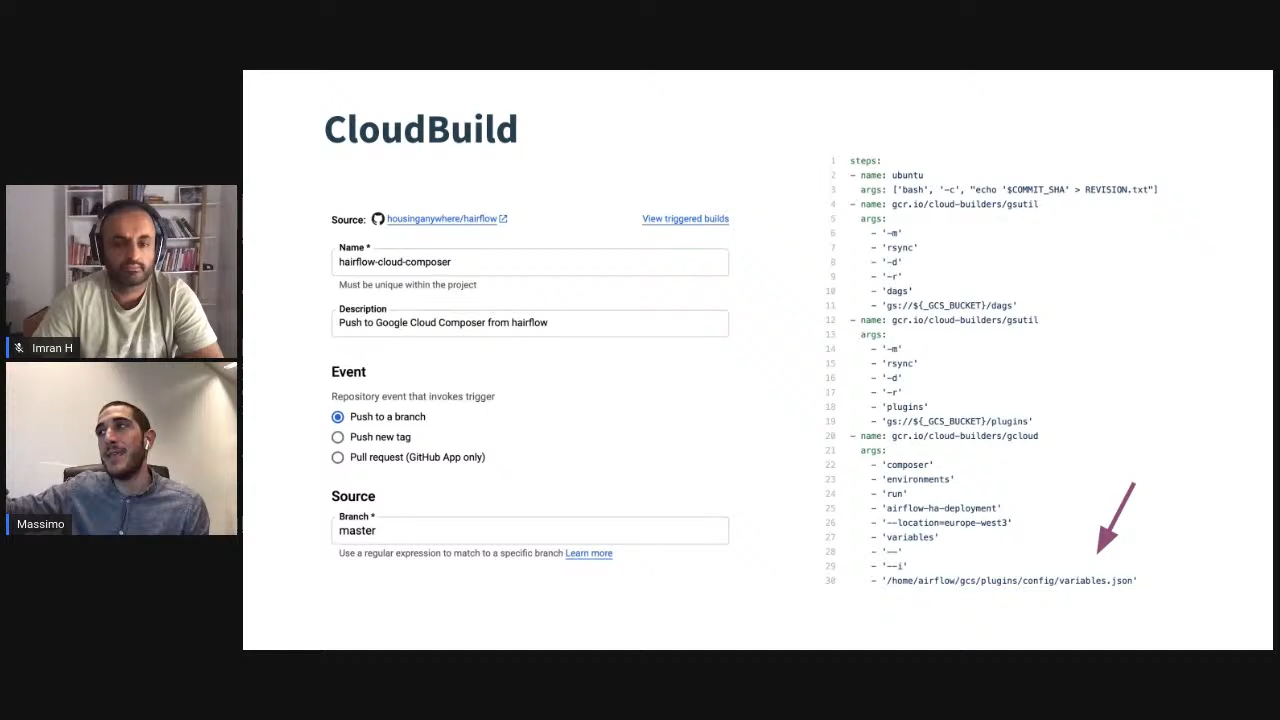 CloudBuild
Source: housinganywhere/hairflow
View triggered builds
Name *
hairflow-cloud-composer
Must be unique within the project
Description
Push to Google Cloud Composer from hairflow
Event
Repository event that invokes trigger
Push to a branch
Push new tag
Pull request (GitHub App only)
Source
Branch *
master
Use a regular expression to match to a specific branch Learn more
1 steps:
2 - name: ubuntu
3 args: ['bash', '-c', "echo '$COMMIT_SHA' > REVISION.txt"]
4 - name: gcr.io/cloud-builders/gsutil
5 args:
6 - '-m'
7 - 'rsync'
8 - '-d'
9 - '-r'
10 - 'dags'
11 - 'gs://${_GCS_BUCKET}/dags'
12 - name: gcr.io/cloud-builders/gsutil
13 args:
14 - '-m'
15 - 'rsync'
16 - '-d'
17 - '-r'
18 - 'plugins'
19 - 'gs://${_GCS_BUCKET}/plugins'
20 - name: gcr.io/cloud-builders/gcloud
21 args:
22 - 'composer'
23 - 'environments'
24 - 'run'
25 - 'airflow-ha-deployment'
26 - '--location=europe-west3'
27 - 'variables'
28 - '--'
29 - '--i'
30 - '/home/airflow/gcs/plugins/config/variables.json'
Imran H
Massimo